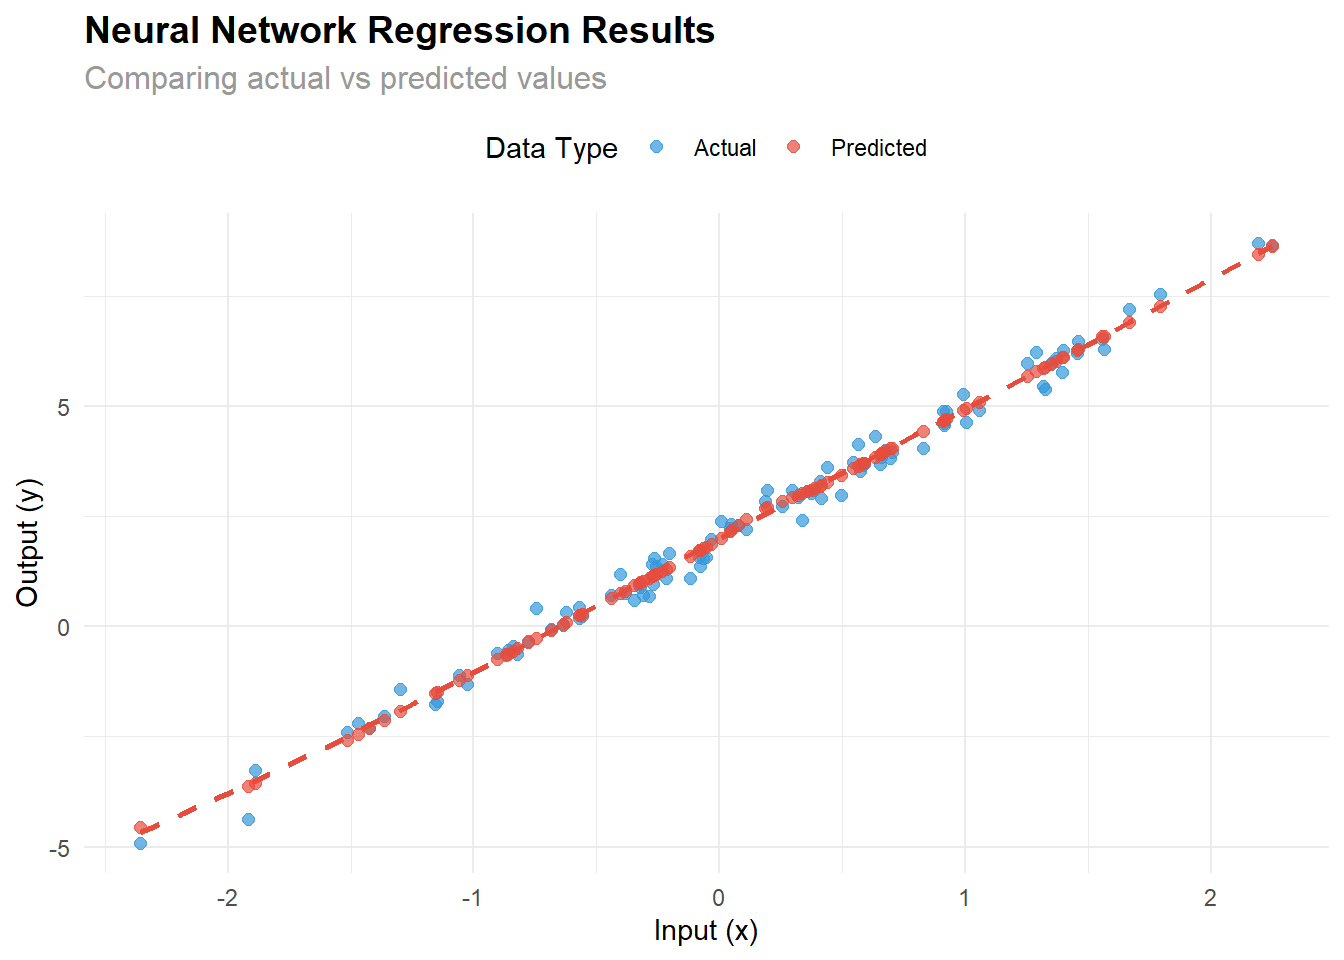 Neural Network Regression Results
Comparing actual vs predicted values
Data Type Actual Predicted
Output (y)
5
0
-5
-2 -1 0 1 2
Input (x)